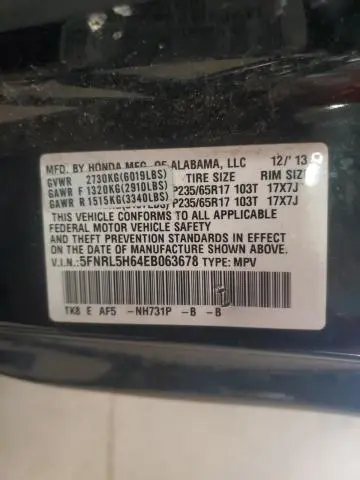 MFD. BY HONDA MFG. OF ALABAMA, LLC 12/'13
GVWR 2730KG(6019LBS) TIRE SIZE RIM SIZE
GAWR F 1320KG(2910LBS) P235/65R17 103T 17X7J
GAWR R 1515KG(3340LBS) P235/65R17 103T 17X7J
THIS VEHICLE CONFORMS TO ALL APPLICABLE
FEDERAL MOTOR VEHICLE SAFETY
THEFT PREVENTION STANDARDS IN EFFECT
ON THE DATE OF MANUFACTURE SHOWN ABOVE.
V.I.N.: 5FNRL5H64EB063678 TYPE: MPV
TK8 E AF5 -NH731P -B -B